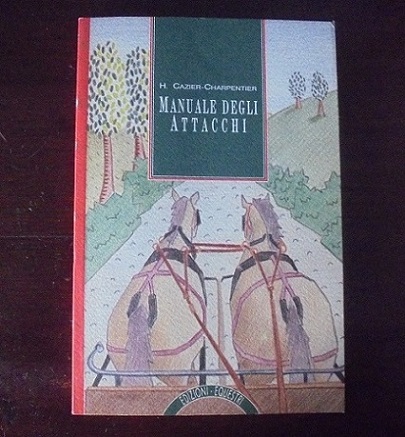 H. Cazier-Charpentier
MANUALE DEGLI
ATTACCHI
EDIZIONI - EQUESTRI